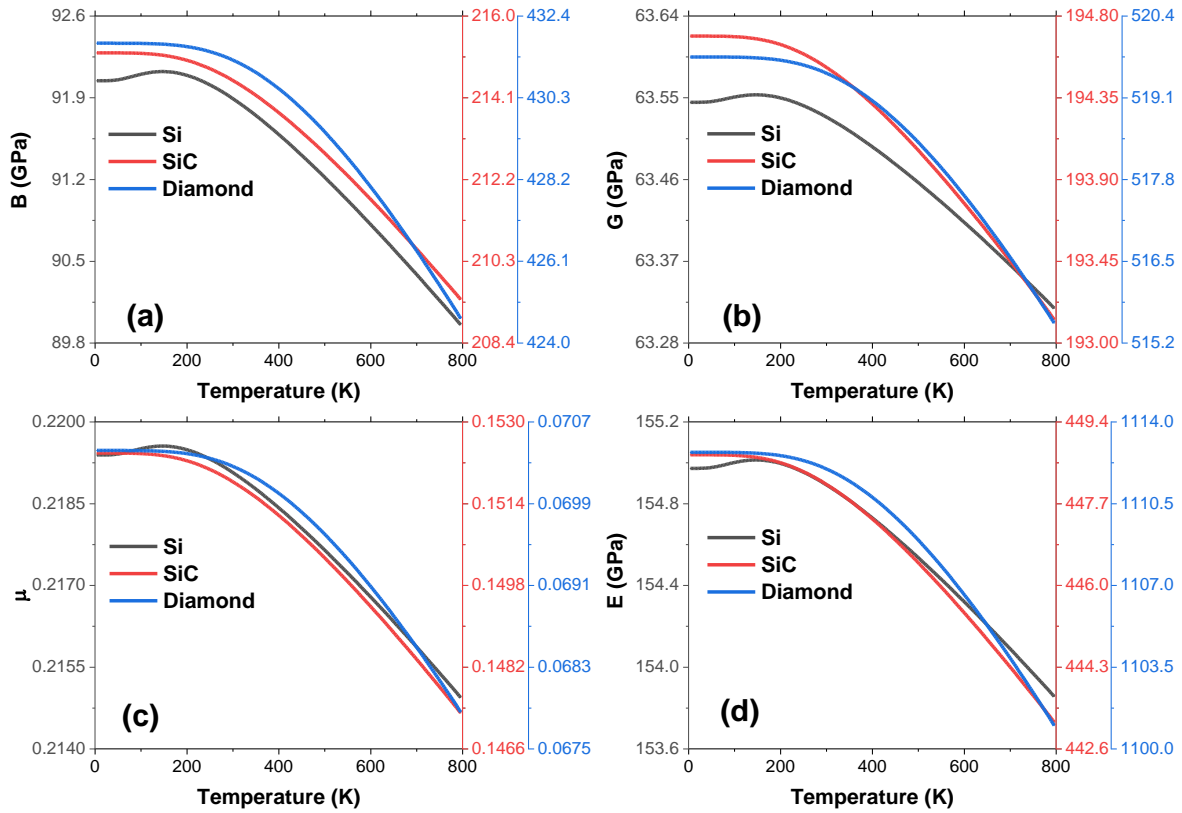 92.6
91.9
91.2
90.5
89.8
B (GPa)
216.0
214.1
212.2
210.3
208.4
432.4
430.3
428.2
426.1
424.0
Si
SiC
Diamond
(a)
0 200 400 600 800
Temperature (K)
63.64
63.55
63.46
63.37
63.28
G (GPa)
194.80
194.35
193.90
193.45
193.00
520.4
519.1
517.8
516.5
515.2
Si
SiC
Diamond
(b)
0 200 400 600 800
Temperature (K)
0.2200
0.2185
0.2170
0.2155
0.2140
μ
0.1530
0.1514
0.1498
0.1482
0.1466
0.0707
0.0699
0.0691
0.0683
0.0675
Si
SiC
Diamond
(c)
0 200 400 600 800
Temperature (K)
155.2
154.8
154.4
154.0
153.6
E (GPa)
449.4
447.7
446.0
444.3
442.6
1114.0
1110.5
1107.0
1103.5
1100.0
Si
SiC
Diamond
(d)
0 200 400 600 800
Temperature (K)